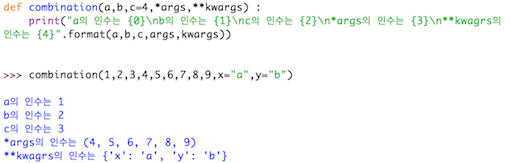 def combination(a,b,c=4,*args,**kwargs) :
    print("a의 인수는 {0}\nb의 인수는 {1}\nc의 인수는 {2}\n*args의 인수는 {3}\n**kwagrs의
인수는 {4}".format(a,b,c,args,kwargs))
>>> combination(1,2,3,4,5,6,7,8,9,x="a",y="b")
a의 인수는 1
b의 인수는 2
c의 인수는 3
*args의 인수는 (4, 5, 6, 7, 8, 9)
**kwagrs의 인수는 {'x': 'a', 'y': 'b'}